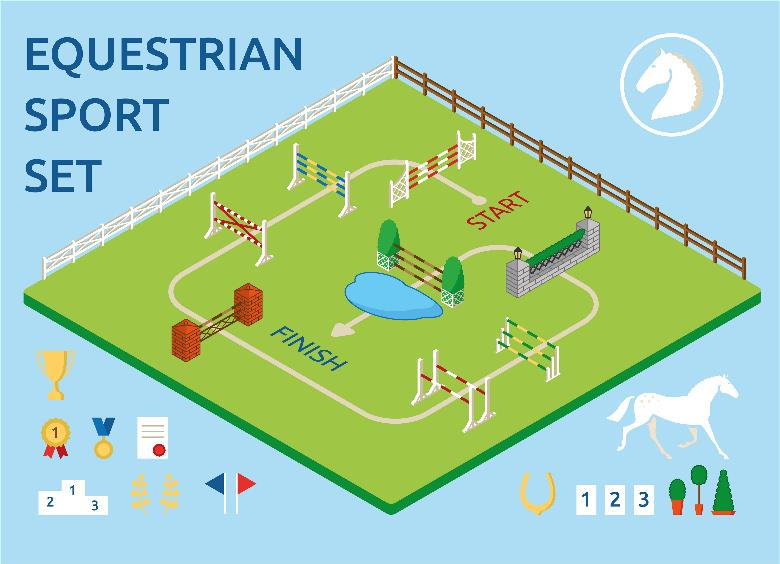 EQUESTRIAN
SPORT
SET
START
FINISH
1
1
2
3
1 2 3